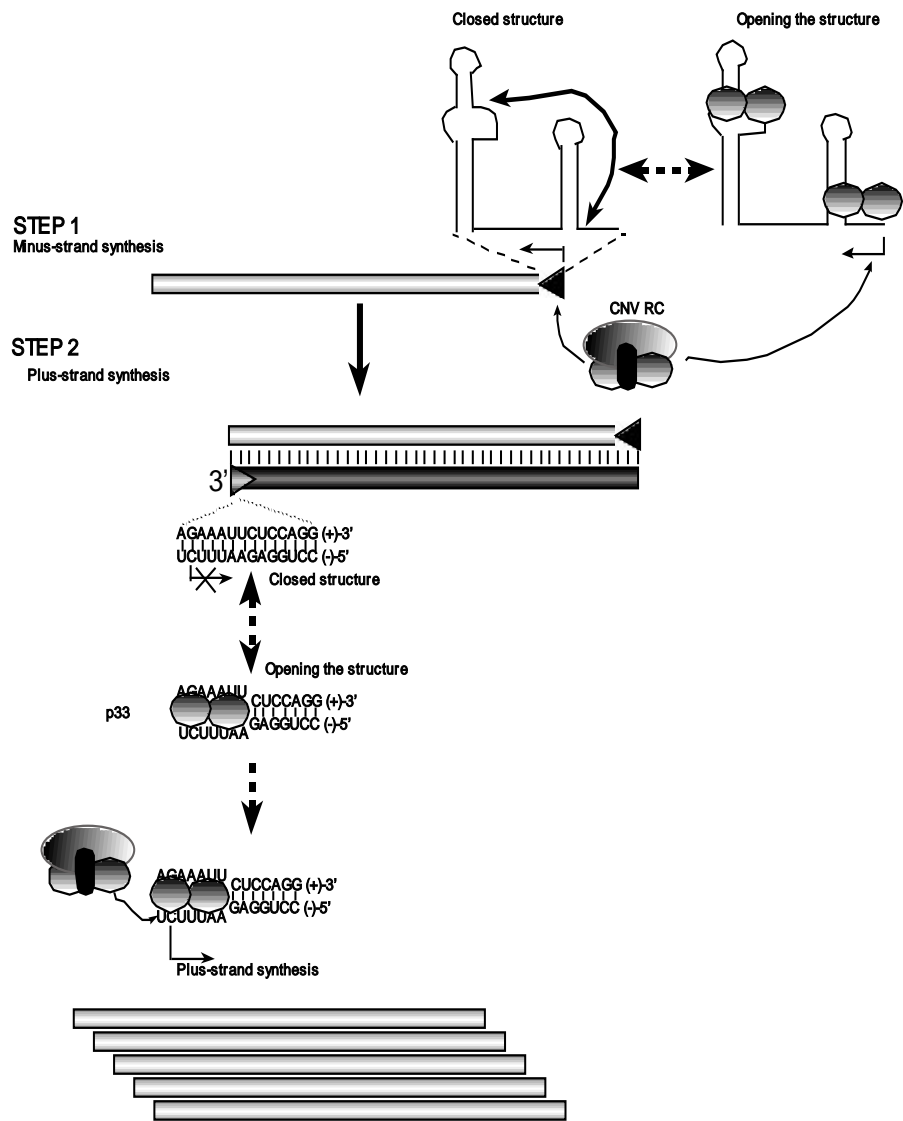 Closed structure
Opening the structure
STEP 1
Minus-strand synthesis
CNV RC
STEP 2
Plus-strand synthesis
3'
AGAAAUUCUCCAGG (+)-3'
UCUUUAAGAGGUCC (-)-5'
Closed structure
Opening the structure
AGAAAUU
CUCCAGG (+)-3'
p33
GAGGUCC (-)-5'
UCUUUAA
AGAAAUU
CUCCAGG (+)-3'
GAGGUCC (-)-5'
UCUUUAA
Plus-strand synthesis